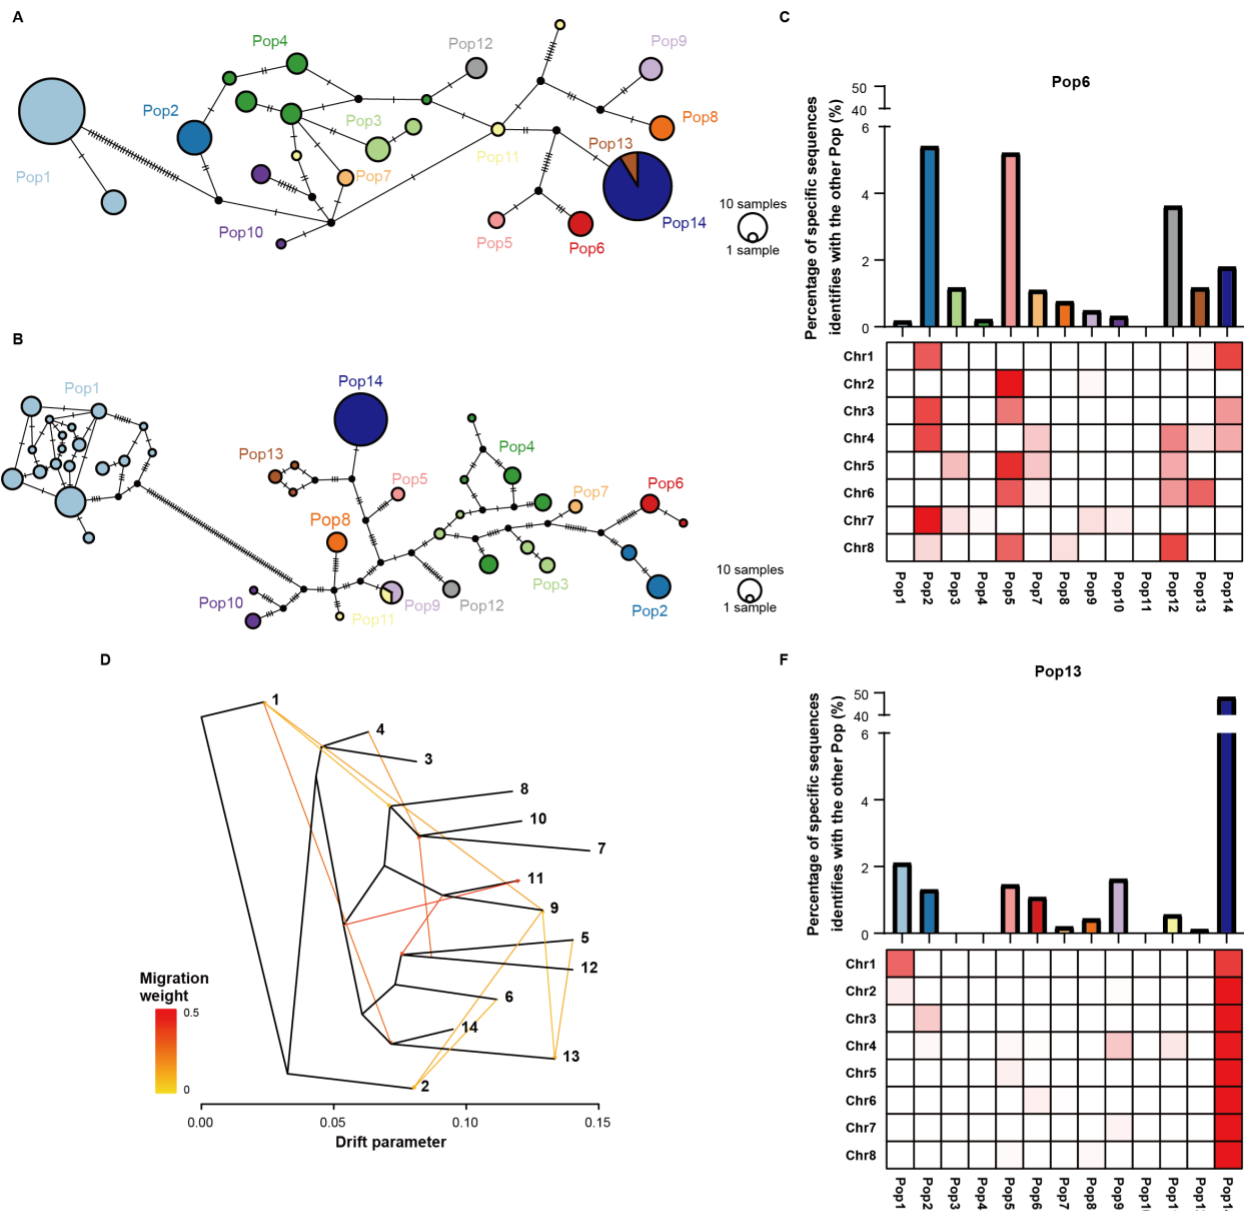 A
Pop4
Pop12
Pop9
Pop2
Pop3
Pop8
Pop13
Pop11
Pop1
Pop7
Pop14
Pop10
Pop5
Pop6
10 samples
1 sample
B
Pop1
Pop14
Pop13
Pop5
Pop4
Pop7
Pop6
Pop8
Pop3
Pop10
Pop9
Pop12
Pop11
Pop2
10 samples
1 sample
C
Pop6
Percentage of specific sequences
identifies with the other Pop (%)
50
40
6
4
2
0
Chr1
Chr2
Chr3
Chr4
Chr5
Chr6
Chr7
Chr8
Pop1
Pop2
Pop3
Pop4
Pop5
Pop7
Pop8
Pop9
Pop10
Pop11
Pop12
Pop13
Pop14
D
1
4
3
8
10
7
11
9
5
12
6
14
13
2
Migration
weight
0.5
0
0.00
0.05
0.10
0.15
Drift parameter
F
Pop13
Percentage of specific sequences
identifies with the other Pop (%)
50
40
6
4
2
0
Chr1
Chr2
Chr3
Chr4
Chr5
Chr6
Chr7
Chr8
Pop1
Pop2
Pop3
Pop4
Pop5
Pop6
Pop7
Pop8
Pop9